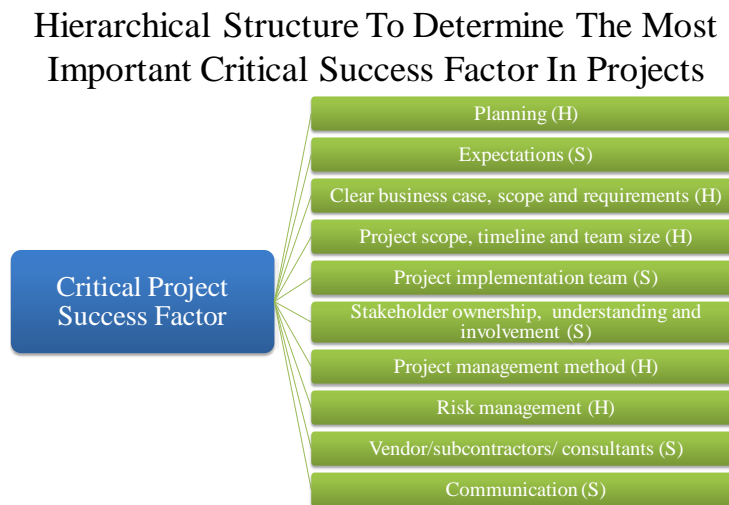 Hierarchical Structure To Determine The Most
Important Critical Success Factor In Projects
Critical Project
Success Factor
Planning (H)
Expectations (S)
Clear business case, scope and requirements (H)
Project scope, timeline and team size (H)
Project implementation team (S)
Stakeholder ownership, understanding and
involvement (S)
Project management method (H)
Risk management (H)
Vendor/subcontractors/ consultants (S)
Communication (S)